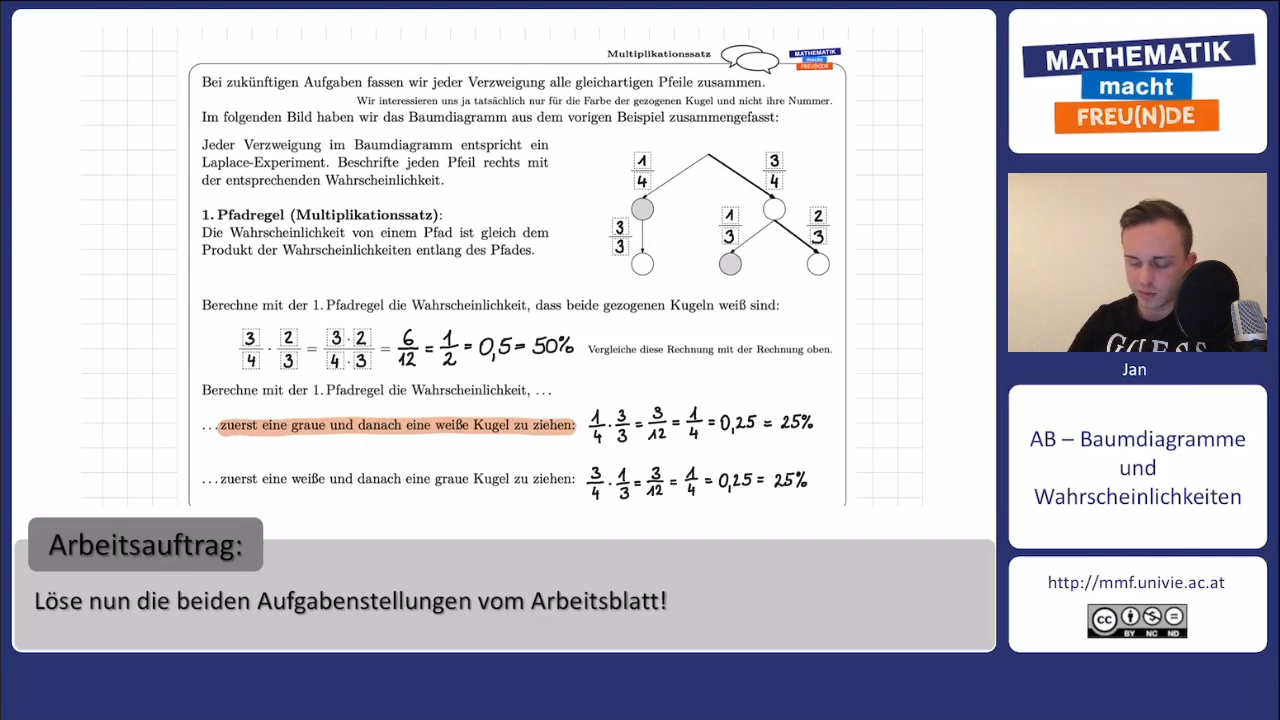 Multiplikationssatz
MATHEMATIK
macht
FREU(N)DE
Bei zukünftigen Aufgaben fassen wir jeder Verzweigung alle gleichartigen Pfeile zusammen.
Wir interessieren uns ja tatsächlich nur für die Farbe der gezogenen Kugel und nicht ihre Nummer.
Im folgenden Bild haben wir das Baumdiagramm aus dem vorigen Beispiel zusammengefasst:
Jeder Verzweigung im Baumdiagramm entspricht ein
Laplace-Experiment. Beschrifte jeden Pfeil rechts mit
der entsprechenden Wahrscheinlichkeit.
1/4 3/4
3/3 1/3 2/3
1. Pfadregel (Multiplikationssatz):
Die Wahrscheinlichkeit von einem Pfad ist gleich dem
Produkt der Wahrscheinlichkeiten entlang des Pfades.
Berechne mit der 1. Pfadregel die Wahrscheinlichkeit, dass beide gezogenen Kugeln weiß sind:
3/4 · 2/3 = 3·2/4·3 = 6/12 = 1/2 = 0,5 = 50% Vergleiche diese Rechnung mit der Rechnung oben.
Berechne mit der 1. Pfadregel die Wahrscheinlichkeit, ...
...zuerst eine graue und danach eine weiße Kugel zu ziehen: 1/4 · 3/3 = 3/12 = 1/4 = 0,25 = 25%
...zuerst eine weiße und danach eine graue Kugel zu ziehen: 3/4 · 1/3 = 3/12 = 1/4 = 0,25 = 25%
Arbeitsauftrag:
Löse nun die beiden Aufgabenstellungen vom Arbeitsblatt!
MATHEMATIK
macht
FREU(N)DE
GUESS
Jan
AB – Baumdiagramme
und
Wahrscheinlichkeiten
http://mmf.univie.ac.at
cc BY NC ND